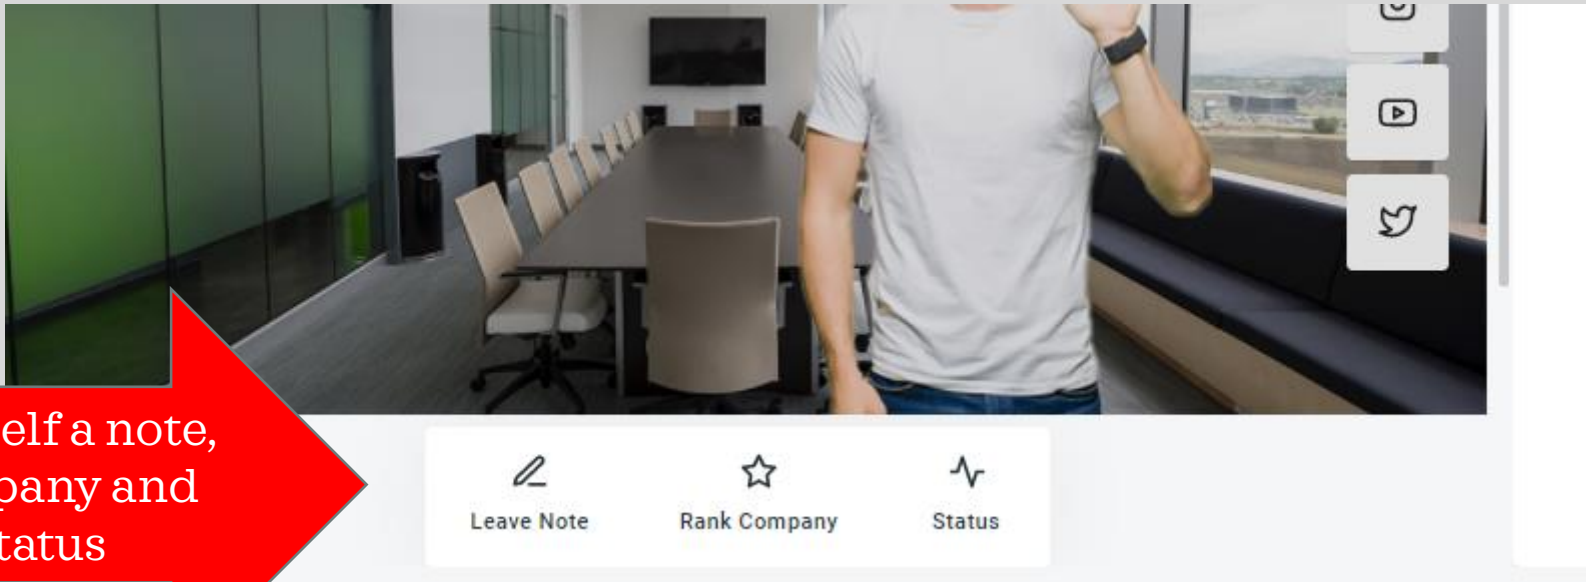 elf a note,
pany and
tatus
Leave Note
Rank Company
Status